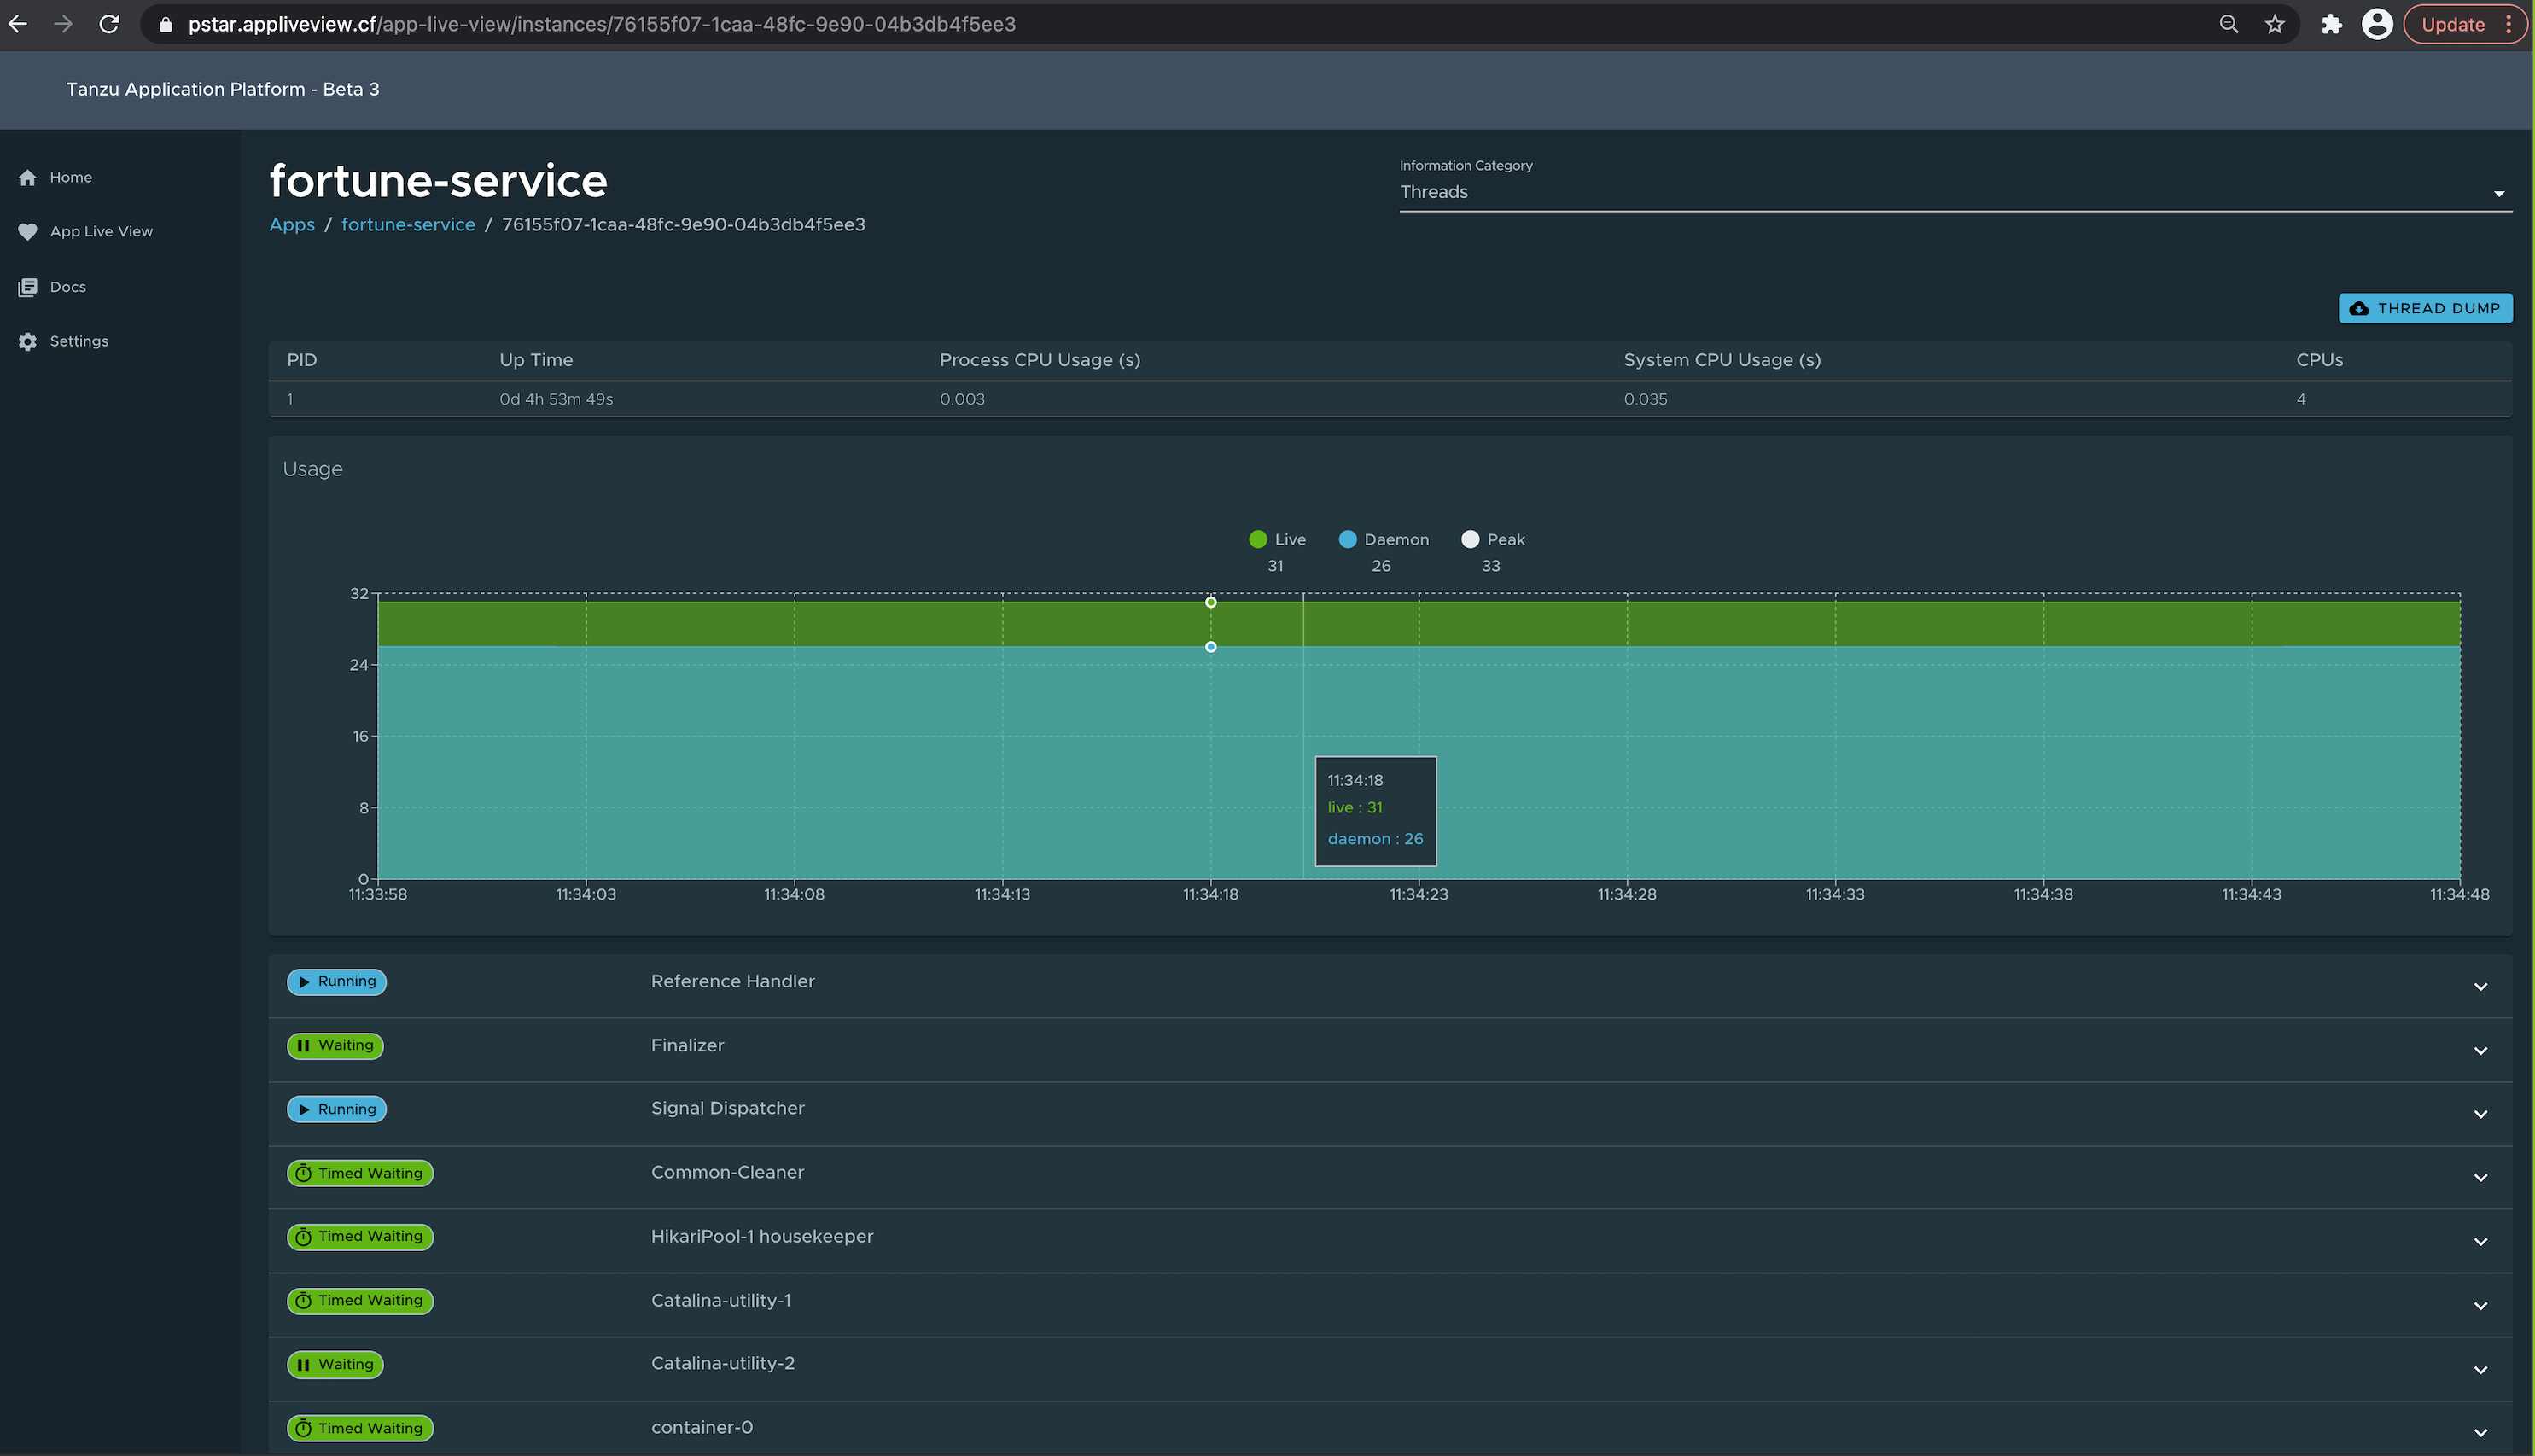 pstar.appliveview.cf/app-live-view/instances/76155f07-1caa-48fc-9e90-04b3db4f5ee3
Update
Tanzu Application Platform - Beta 3
Home
App Live View
Docs
Settings
fortune-service
Apps / fortune-service / 76155f07-1caa-48fc-9e90-04b3db4f5ee3
Information Category
Threads
THREAD DUMP
PID Up Time Process CPU Usage (s) System CPU Usage (s) CPUs
1 0d 4h 53m 49s 0.003 0.035 4
Usage
Live Daemon Peak
31 26 33
32
24
16
8
0
11:34:18
live : 31
daemon : 26
11:33:58 11:34:03 11:34:08 11:34:13 11:34:18 11:34:23 11:34:28 11:34:33 11:34:38 11:34:43 11:34:48
Running Reference Handler
Waiting Finalizer
Running Signal Dispatcher
Timed Waiting Common-Cleaner
Timed Waiting HikariPool-1 housekeeper
Timed Waiting Catalina-utility-1
Waiting Catalina-utility-2
Timed Waiting container-0